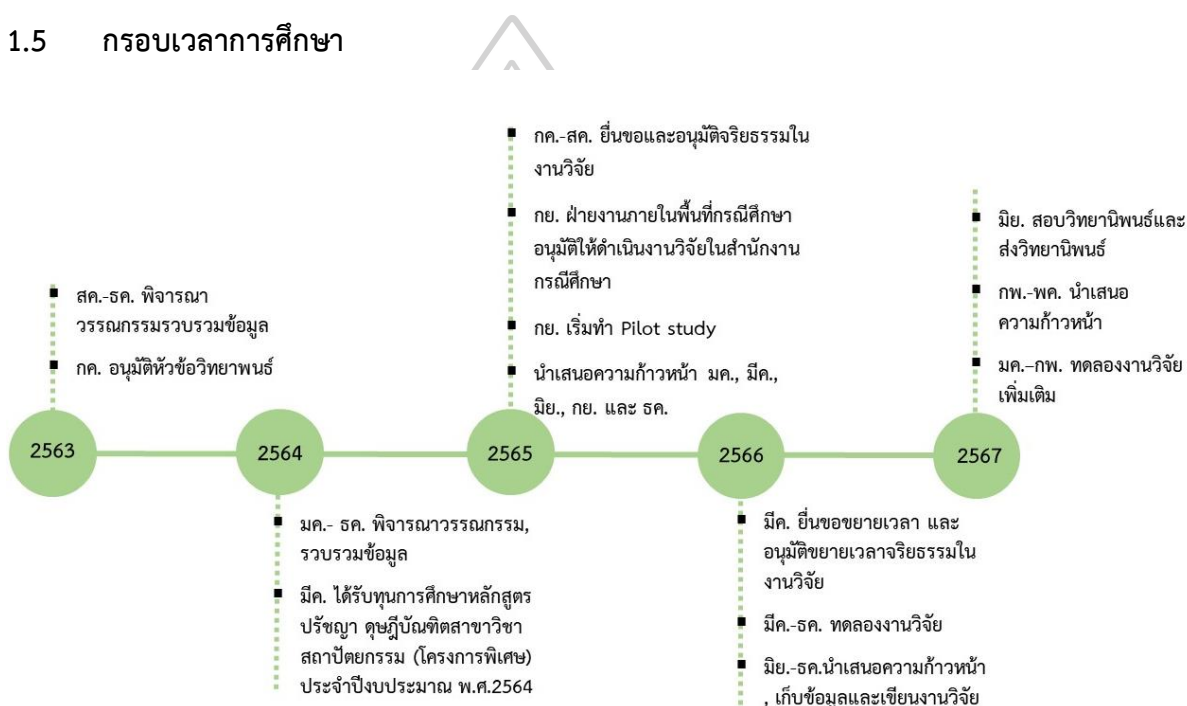 1.5 กรอบเวลาการศึกษา
สค.-ธค. พิจารณา
วรรณกรรมรวบรวมข้อมูล
กค. อนุมัติหัวข้อวิทยาพนธ์
2563
มค.- ธค. พิจารณาวรรณกรรม,
รวบรวมข้อมูล
มีค. ได้รับทุนการศึกษาหลักสูตร
ปรัชญา ดุษฎีบัณฑิตสาขาวิชา
สถาปัตยกรรม (โครงการพิเศษ)
ประจำปีงบประมาณ พ.ศ.2564
2564
กค.-สค. ยื่นขอและอนุมัติจริยธรรมใน
งานวิจัย
กย. ฝ่ายงานภายในพื้นที่กรณีศึกษา
อนุมัติให้ดำเนินงานวิจัยในสำนักงาน
กรณีศึกษา
กย. เริ่มทำ Pilot study
นำเสนอความก้าวหน้า มค., มีค.,
มิย., กย. และ ธค.
2565
2566
มีค. ยื่นขอขยายเวลา และ
อนุมัติขยายเวลาจริยธรรมใน
งานวิจัย
มีค.-ธค. ทดลองงานวิจัย
มิย.-ธค.นำเสนอความก้าวหน้า
, เก็บข้อมูลและเขียนงานวิจัย
มิย. สอบวิทยานิพนธ์และ
ส่งวิทยานิพนธ์
กพ.-พค. นำเสนอ
ความก้าวหน้า
มค.–กพ. ทดลองงานวิจัย
เพิ่มเติม
2567